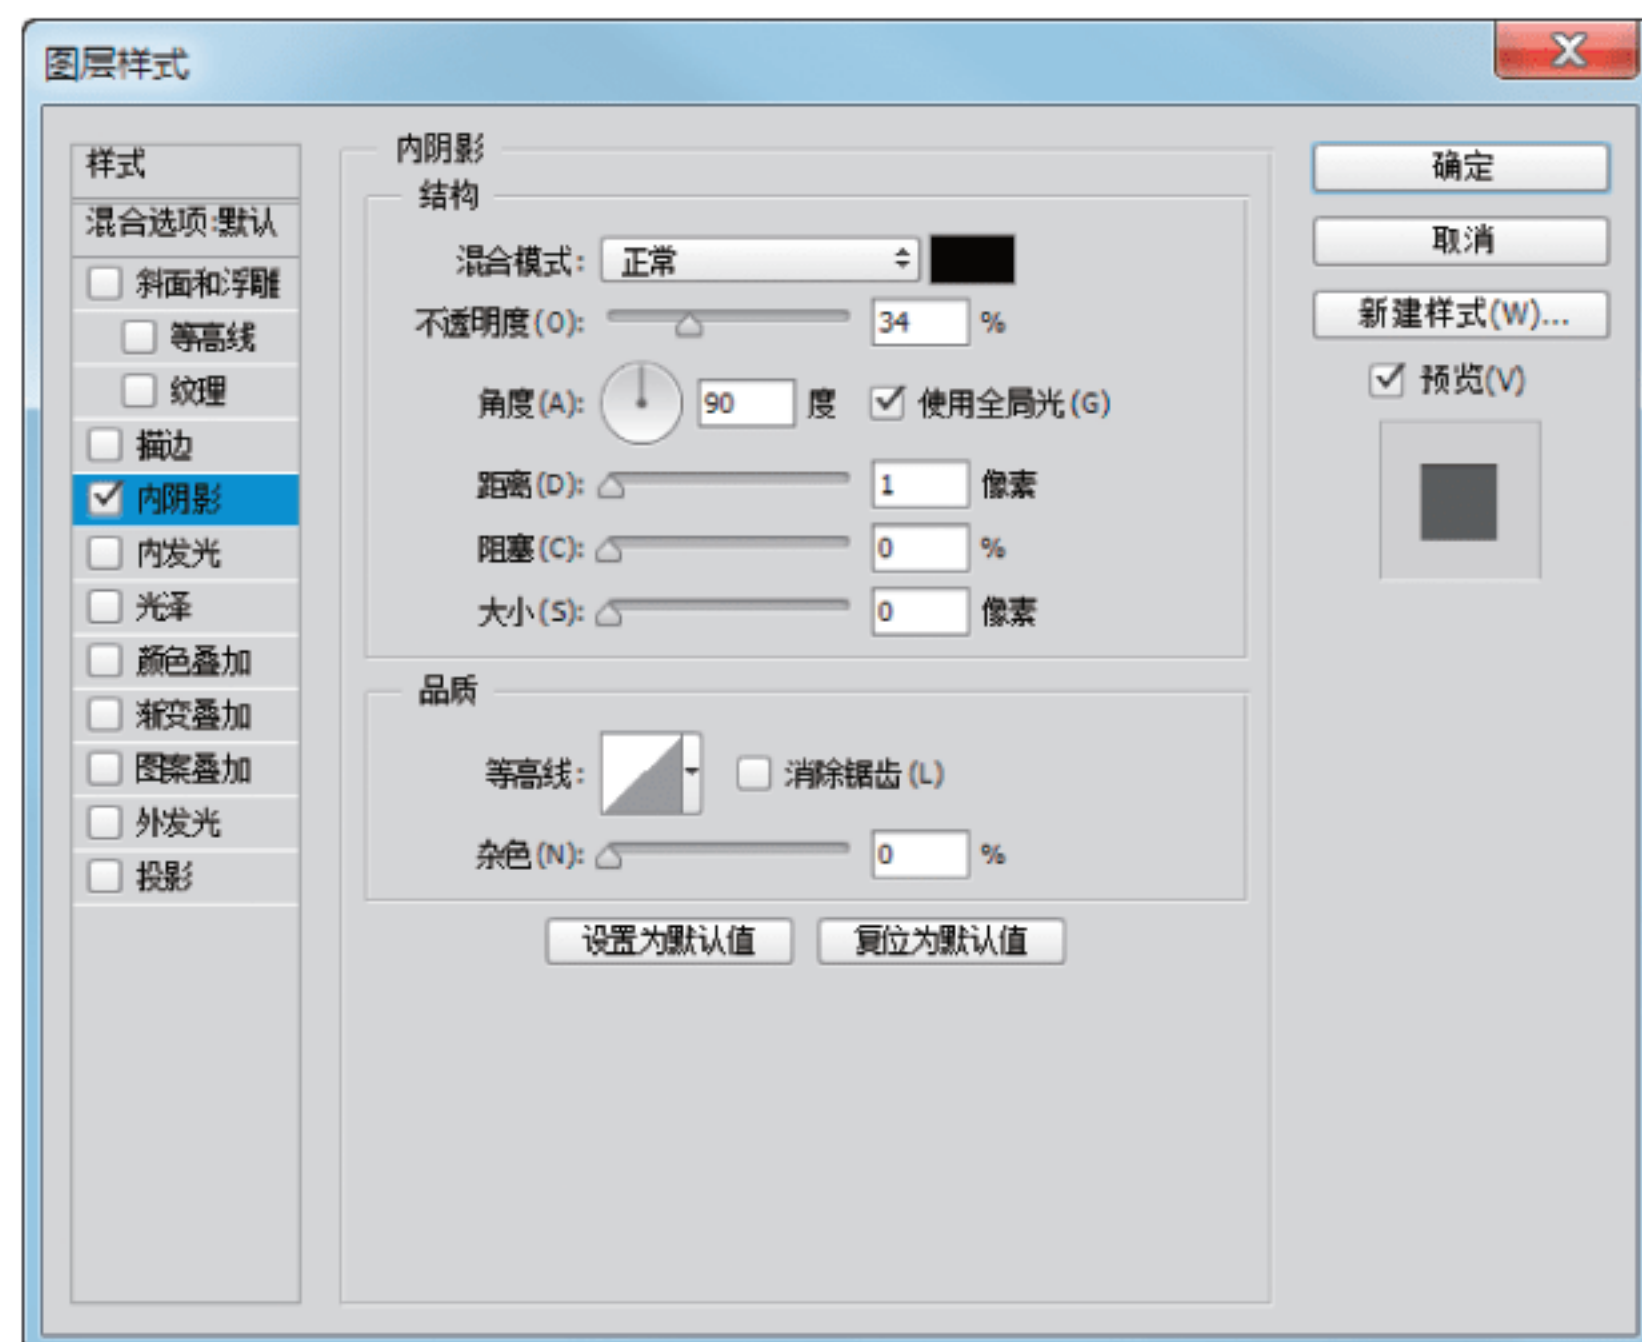 图层样式
样式
混合选项:默认
斜面和浮雕
等高线
纹理
描边
内阴影
内发光
光泽
颜色叠加
渐变叠加
图案叠加
外发光
投影
内阴影
结构
混合模式: 正常
不透明度(O): 34 %
角度(A): 90 度 使用全局光(G)
距离(D): 1 像素
阻塞(C): 0 %
大小(S): 0 像素
品质
等高线: 消除锯齿(L)
杂色(N): 0 %
设置为默认值 复位为默认值
确定
取消
新建样式(W)...
预览(V)